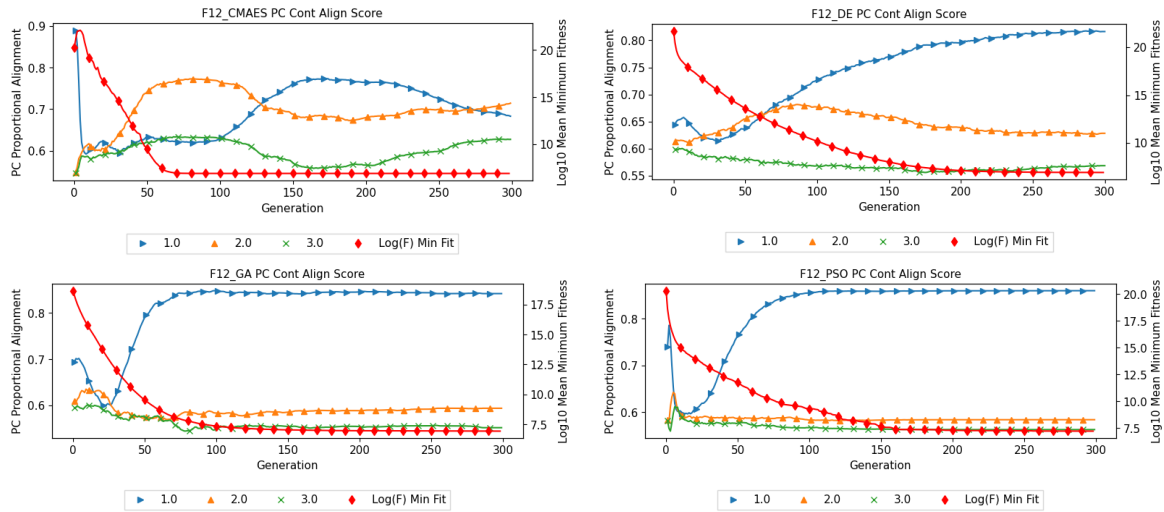 F12_CMAES PC Cont Align Score
PC Proportional Alignment
0.9
0.8
0.7
0.6
20
15
10
Log10 Mean Minimum Fitness
0 50 100 150 200 250 300
Generation
1.0 2.0 3.0 Log(F) Min Fit
F12_DE PC Cont Align Score
PC Proportional Alignment
0.80
0.75
0.70
0.65
0.60
0.55
20
15
10
Log10 Mean Minimum Fitness
0 50 100 150 200 250 300
Generation
1.0 2.0 3.0 Log(F) Min Fit
F12_GA PC Cont Align Score
PC Proportional Alignment
0.8
0.7
0.6
17.5
15.0
12.5
10.0
7.5
Log10 Mean Minimum Fitness
0 50 100 150 200 250 300
Generation
1.0 2.0 3.0 Log(F) Min Fit
F12_PSO PC Cont Align Score
PC Proportional Alignment
0.8
0.7
0.6
20.0
17.5
15.0
12.5
10.0
7.5
Log10 Mean Minimum Fitness
0 50 100 150 200 250 300
Generation
1.0 2.0 3.0 Log(F) Min Fit